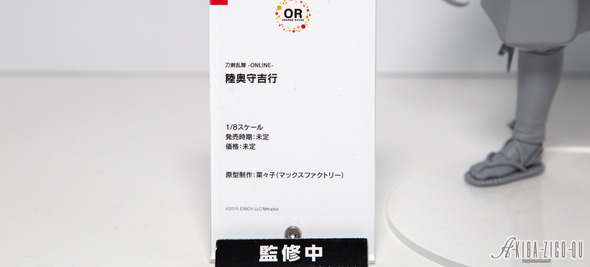 OR
ORANGE ROUGE
刀剣乱舞 -ONLINE-
陸奥守吉行
1/8スケール
発売時期：未定
価格：未定
原型制作：菜々子（マックスファクトリー）
監修中
AKIBA-ZIGO-QU